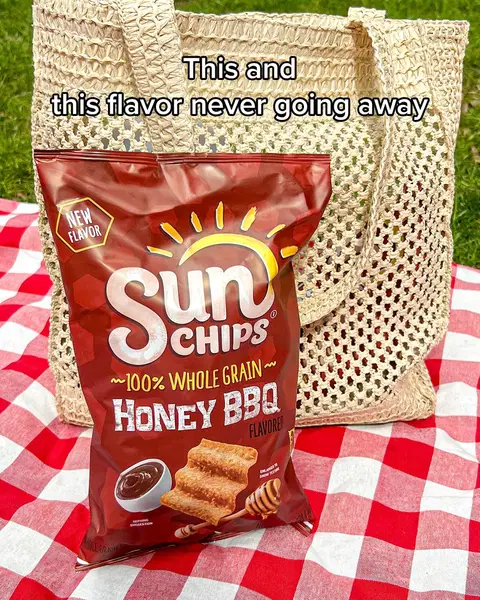 This and
this flavor never going away
NEW
FLAVOR
Sun
CHIPS®
~100% WHOLE GRAIN~
HONEY BBQ
FLAVORED